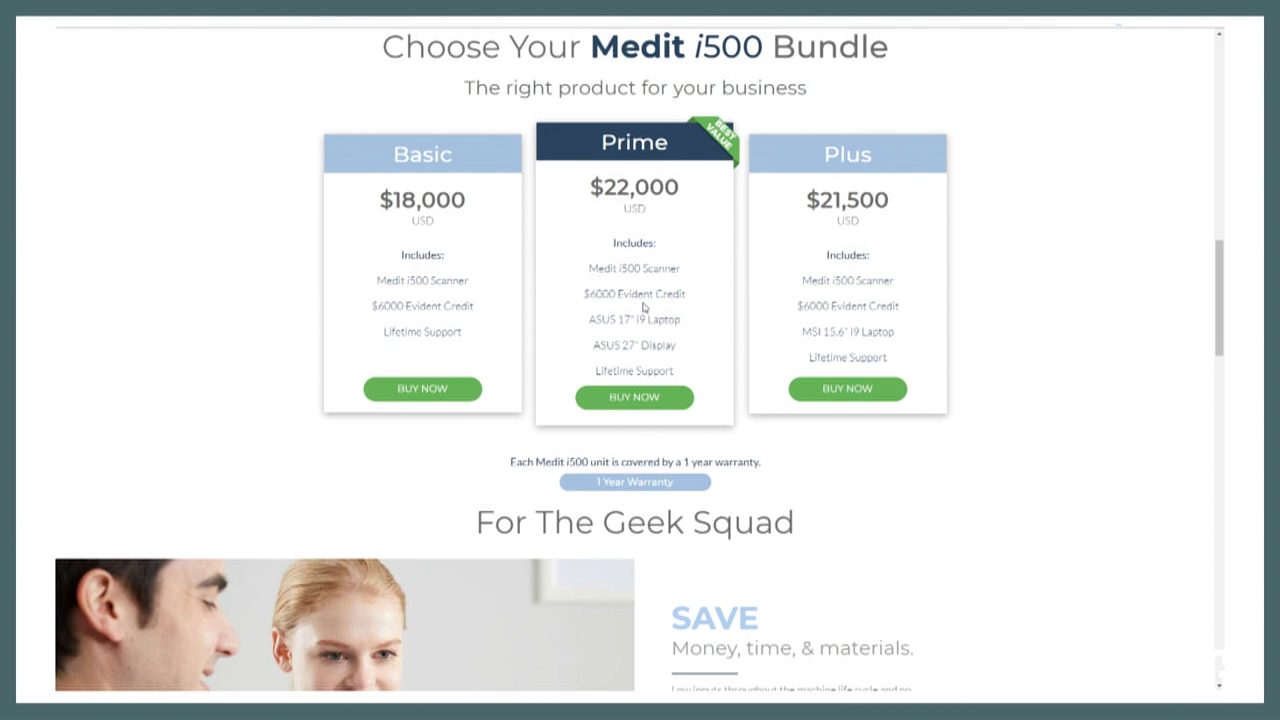 Choose Your Medit i500 Bundle
The right product for your business
Basic
$18,000
USD
Includes:
Medit i500 Scanner
$6000 Evident Credit
Lifetime Support
BUY NOW
Prime
BEST VALUE
$22,000
USD
Includes:
Medit i500 Scanner
$6000 Evident Credit
ASUS 17" i9 Laptop
ASUS 27" Display
Lifetime Support
BUY NOW
Plus
$21,500
USD
Includes:
Medit i500 Scanner
$6000 Evident Credit
MSI 15.6" i9 Laptop
Lifetime Support
BUY NOW
Each Medit i500 unit is covered by a 1 year warranty.
1 Year Warranty
For The Geek Squad
SAVE
Money, time, & materials.